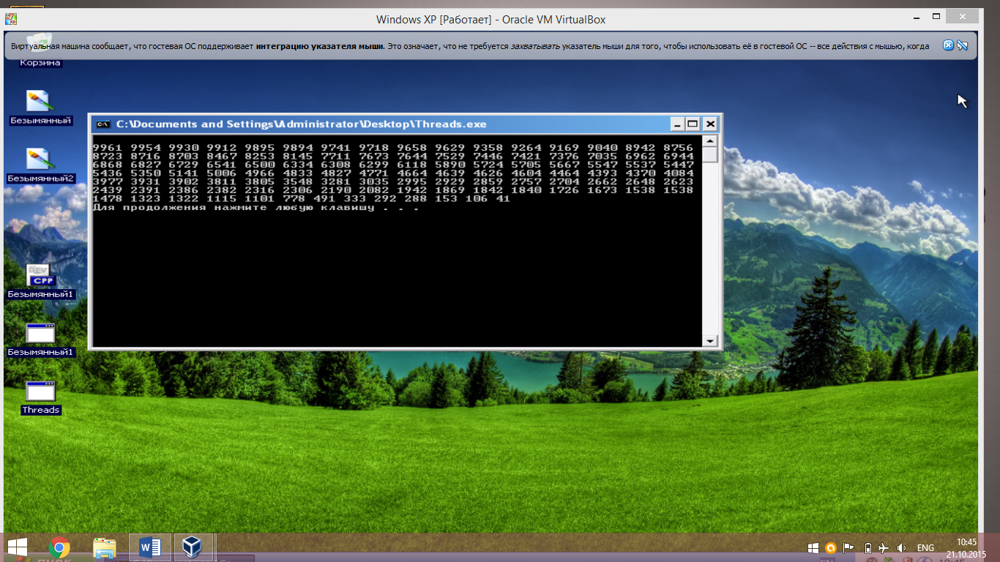 Windows XP [Работает] - Oracle VM VirtualBox
Виртуальная машина сообщает, что гостевая ОС поддерживает интеграцию указателя мыши. Это означает, что не требуется захватывать указатель мыши для того, чтобы использовать её в гостевой ОС -- все действия с мышью, когда
Корзина
Безымянный
Безымянный2
Безымянный1
Безымянный1
Threads
C:\Documents and Settings\Administrator\Desktop\Threads.exe
9961 9954 9930 9912 9895 9894 9741 9718 9658 9629 9358 9264 9169 9040 8942 8756
8723 8716 8703 8467 8253 8145 7711 7673 7644 7529 7446 7421 7376 7035 6962 6944
6868 6827 6729 6541 6500 6334 6308 6299 6118 5890 5724 5705 5667 5547 5537 5447
5436 5350 5141 5006 4966 4833 4827 4771 4664 4639 4626 4604 4464 4393 4370 4084
3977 3931 3902 3811 3805 3548 3281 3035 2995 2929 2859 2757 2704 2662 2648 2623
2439 2391 2386 2382 2316 2306 2190 2082 1942 1869 1842 1840 1726 1673 1538 1538
1478 1323 1322 1115 1101 778 491 333 292 288 153 106 41
Для продолжения нажмите любую клавишу . . .
CPP
ENG
10:45
21.10.2015